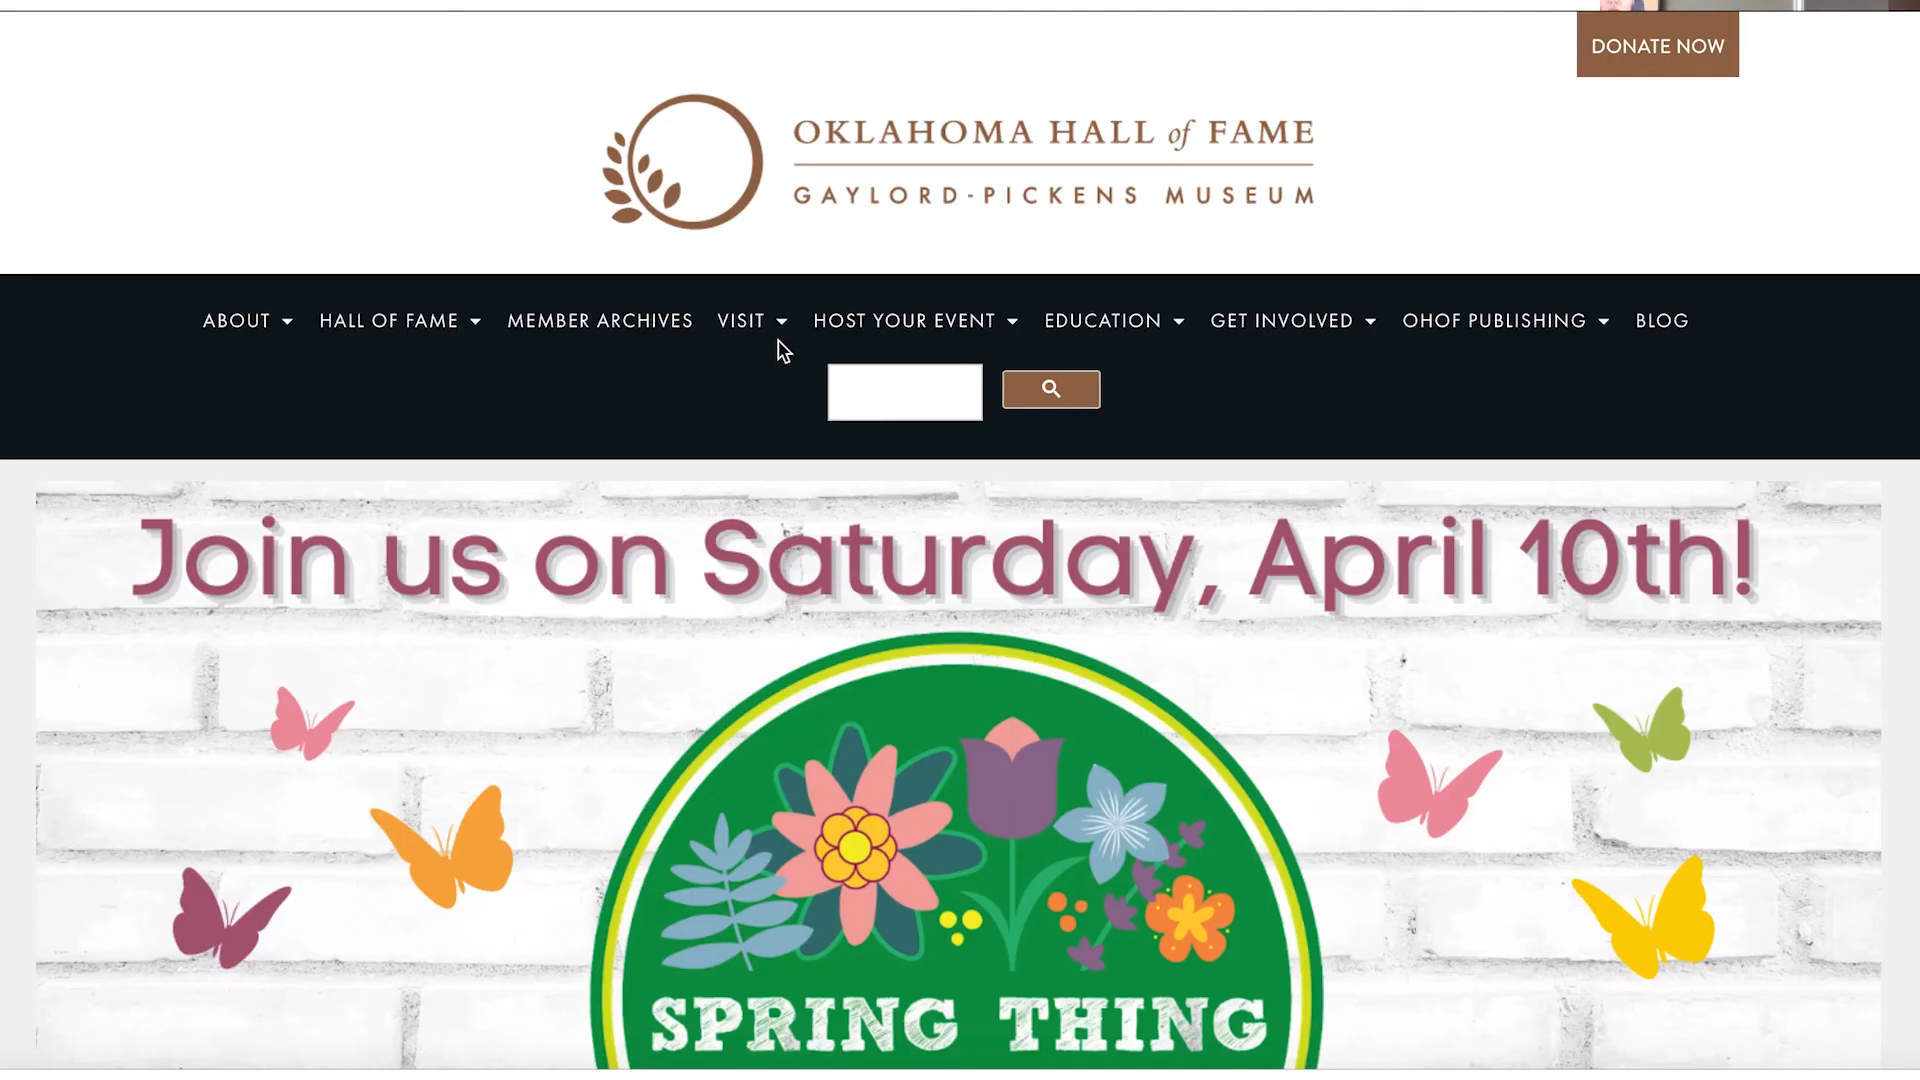 DONATE NOW
OKLAHOMA HALL of FAME
GAYLORD-PICKENS MUSEUM
ABOUT HALL OF FAME MEMBER ARCHIVES VISIT HOST YOUR EVENT EDUCATION GET INVOLVED OHOF PUBLISHING BLOG
Join us on Saturday, April 10th!
SPRING THING